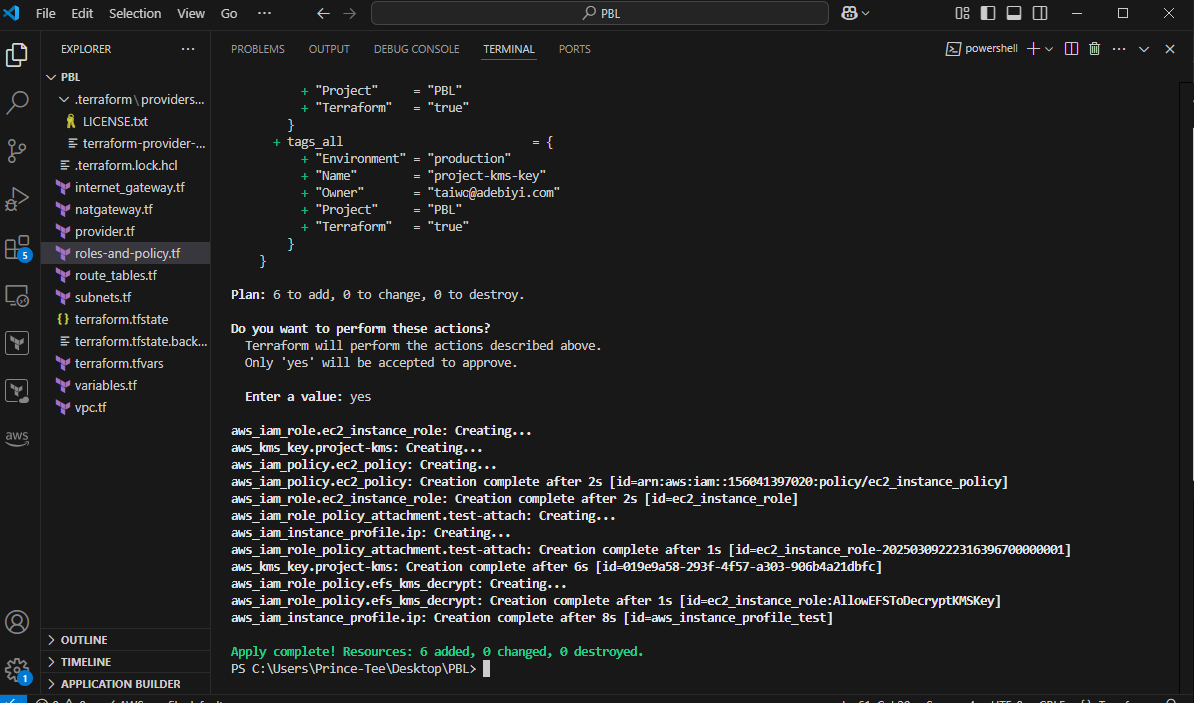 File Edit Selection View Go ··· PBL
EXPLORER ···
PBL
.terraform\providers...
LICENSE.txt
terraform-provider-...
.terraform.lock.hcl
internet_gateway.tf
natgateway.tf
provider.tf
roles-and-policy.tf
route_tables.tf
subnets.tf
terraform.tfstate
terraform.tfstate.back...
terraform.tfvars
variables.tf
vpc.tf
OUTLINE
TIMELINE
APPLICATION BUILDER
5
aws
1
PROBLEMS OUTPUT DEBUG CONSOLE TERMINAL PORTS powershell
+ "Project" = "PBL"
+ "Terraform" = "true"
}
+ tags_all = {
+ "Environment" = "production"
+ "Name" = "project-kms-key"
+ "Owner" = "taiwo@adebiyi.com"
+ "Project" = "PBL"
+ "Terraform" = "true"
}
}
Plan: 6 to add, 0 to change, 0 to destroy.
Do you want to perform these actions?
Terraform will perform the actions described above.
Only 'yes' will be accepted to approve.
Enter a value: yes
aws_iam_role.ec2_instance_role: Creating...
aws_kms_key.project-kms: Creating...
aws_iam_policy.ec2_policy: Creating...
aws_iam_policy.ec2_policy: Creation complete after 2s [id=arn:aws:iam::156041397020:policy/ec2_instance_policy]
aws_iam_role.ec2_instance_role: Creation complete after 2s [id=ec2_instance_role]
aws_iam_role_policy_attachment.test-attach: Creating...
aws_iam_instance_profile.ip: Creating...
aws_iam_role_policy_attachment.test-attach: Creation complete after 1s [id=ec2_instance_role-20250309222316396700000001]
aws_kms_key.project-kms: Creation complete after 6s [id=019e9a58-293f-4f57-a303-906b4a21dbfc]
aws_iam_role_policy.efs_kms_decrypt: Creating...
aws_iam_role_policy.efs_kms_decrypt: Creation complete after 1s [id=ec2_instance_role:AllowEFSToDecryptKMSKey]
aws_iam_instance_profile.ip: Creation complete after 8s [id=aws_instance_profile_test]
Apply complete! Resources: 6 added, 0 changed, 0 destroyed.
PS C:\Users\Prince-Tee\Desktop\PBL>